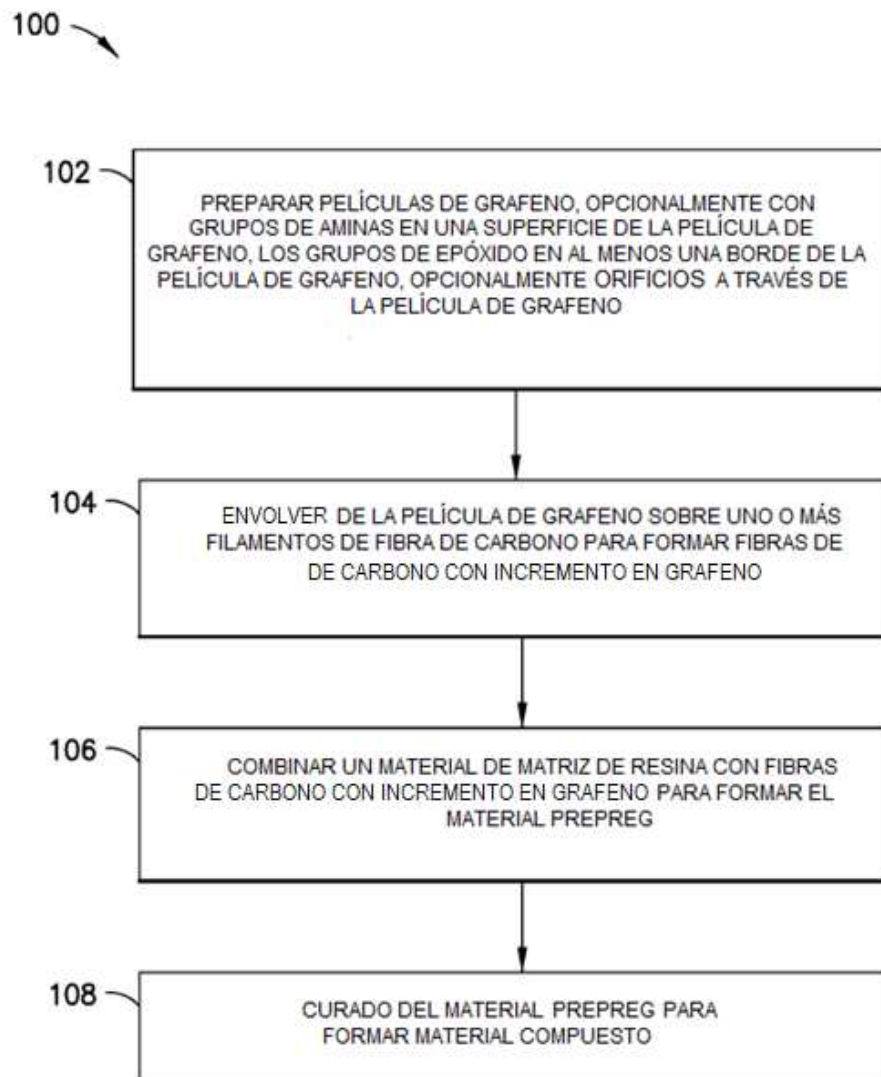 100
102
PREPARAR PELÍCULAS DE GRAFENO, OPCIONALMENTE CON
GRUPOS DE AMINAS EN UNA SUPERFICIE DE LA PELÍCULA DE
GRAFENO, LOS GRUPOS DE EPÓXIDO EN AL MENOS UNA BORDE DE LA
PELÍCULA DE GRAFENO, OPCIONALMENTE ORIFICIOS A TRAVÉS DE
LA PELÍCULA DE GRAFENO
104
ENVOLVER DE LA PELÍCULA DE GRAFENO SOBRE UNO O MÁS
FILAMENTOS DE FIBRA DE CARBONO PARA FORMAR FIBRAS DE
DE CARBONO CON INCREMENTO EN GRAFENO
106
COMBINAR UN MATERIAL DE MATRIZ DE RESINA CON FIBRAS
DE CARBONO CON INCREMENTO EN GRAFENO PARA FORMAR EL
MATERIAL PREPREG
108
CURADO DEL MATERIAL PREPREG PARA
FORMAR MATERIAL COMPUESTO